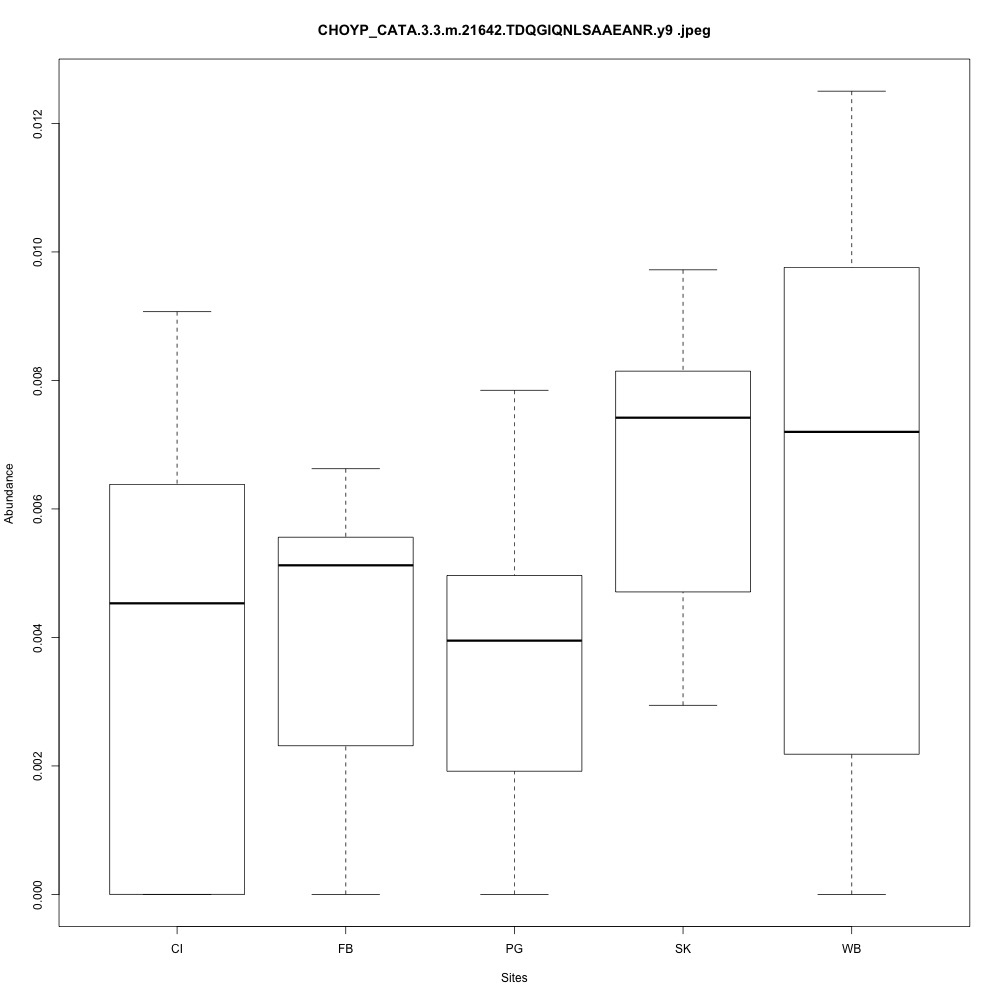 CHOYP_CATA.3.3.m.21642.TDQGIQNLSAAEANR.y9 .jpeg
0.012
0.010
0.008
0.006
0.004
0.002
0.000
Abundance
CI FB PG SK WB
Sites